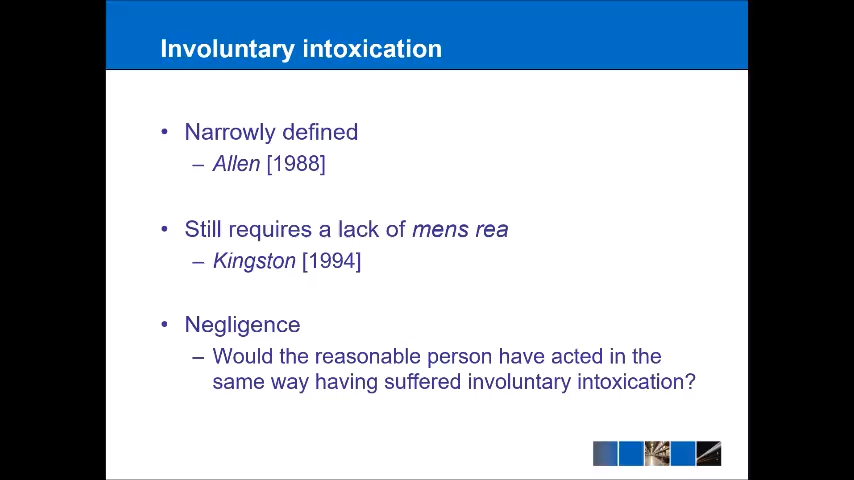 Involuntary intoxication
• Narrowly defined
– Allen [1988]
• Still requires a lack of mens rea
– Kingston [1994]
• Negligence
– Would the reasonable person have acted in the
same way having suffered involuntary intoxication?